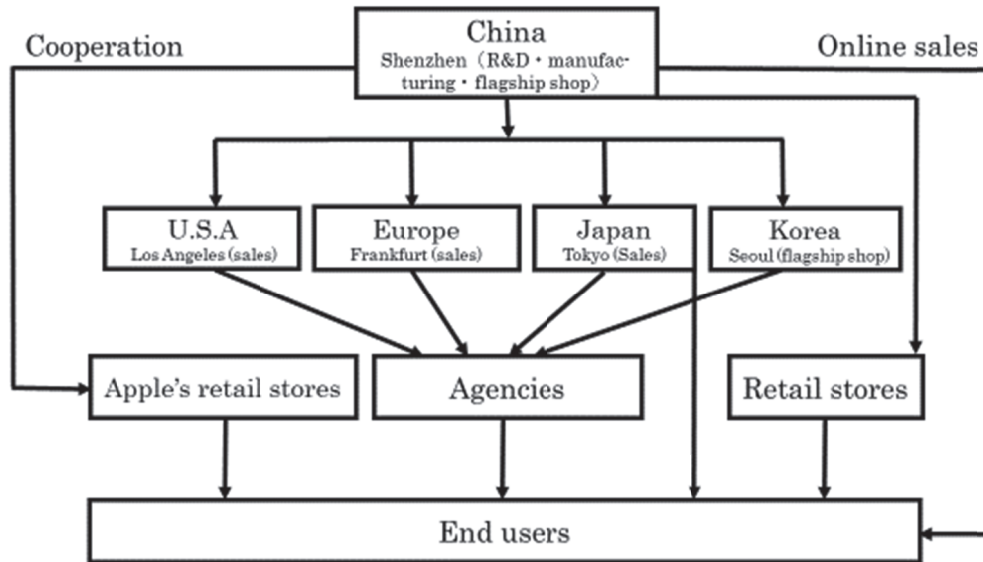 China
Cooperation
Online sales
Shenzhen（R&D・manufac-
turing・flagship shop）
U.S.A
Los Angeles (sales)
Europe
Frankfurt (sales)
Japan
Tokyo (Sales)
Korea
Seoul (flagship shop)
Apple's retail stores
Agencies
Retail stores
End users